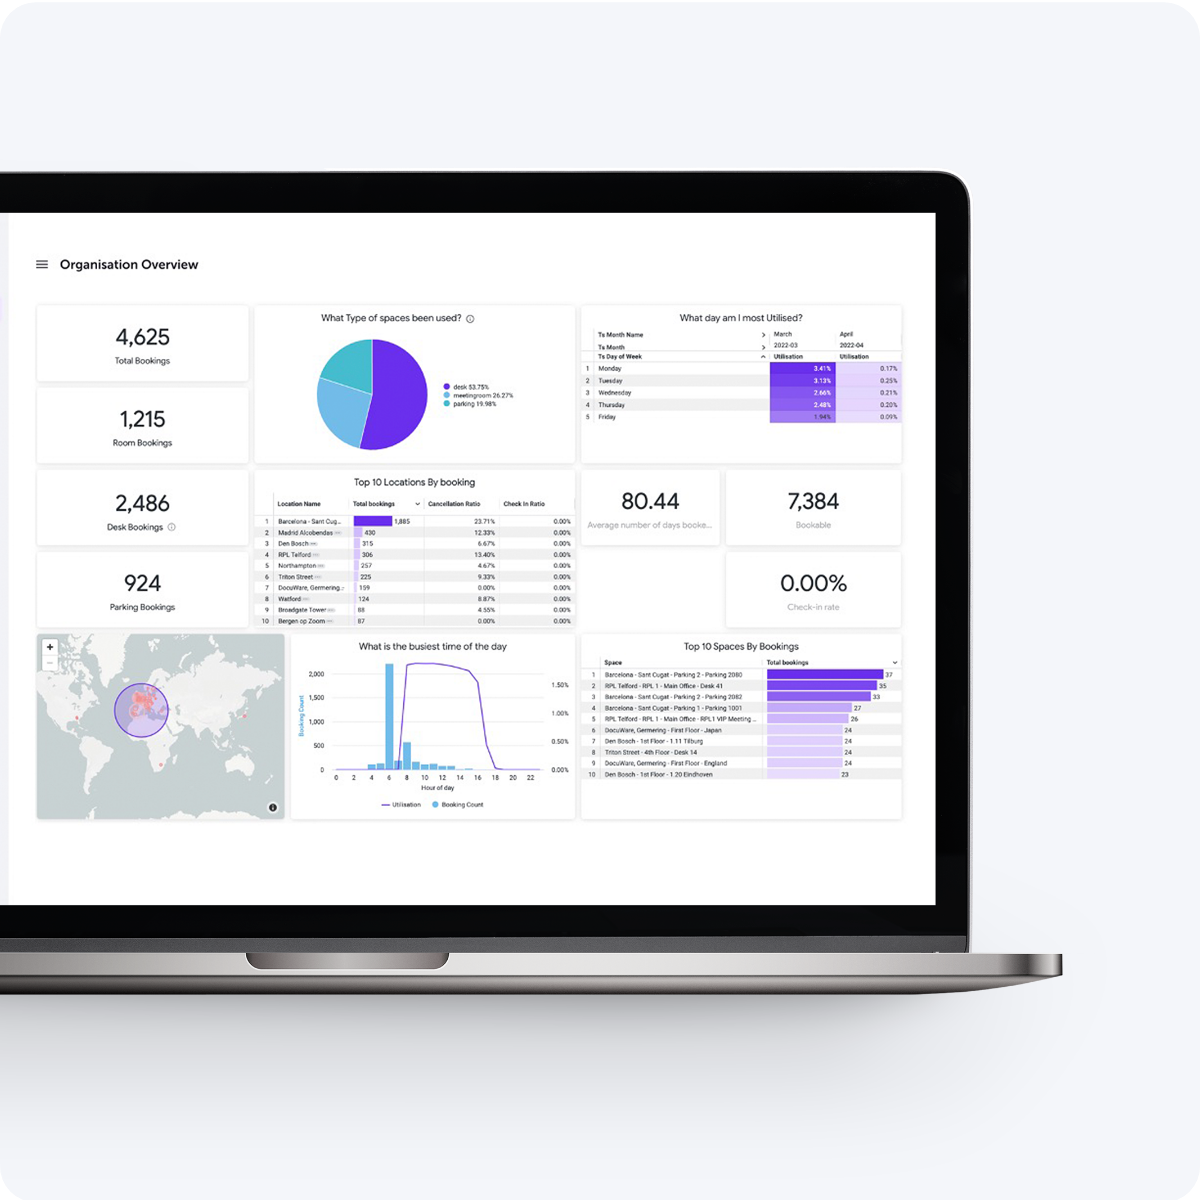 Organisation Overview
4,625
Total Bookings
1,215
Room Bookings
2,486
Desk Bookings
924
Parking Bookings
What Type of spaces been used?
desk 53.75%
meetingroom 26.27%
parking 19.98%
What day am I most Utilised?
Ts Month Name March April
Ts Month 2022-03 2022-04
Ts Day of Week Utilisation Utilisation
1 Monday 3.41% 0.17%
2 Tuesday 3.13% 0.25%
3 Wednesday 2.66% 0.21%
4 Thursday 2.48% 0.20%
5 Friday 1.94% 0.09%
Top 10 Locations By booking
Location Name Total bookings Cancellation Ratio Check In Ratio
1 Barcelona - Sant Cug... 1,885 23.71% 0.00%
2 Madrid Alcobendas 430 12.33% 0.00%
3 Den Bosch 315 6.67% 0.00%
4 RPL Telford 306 13.40% 0.00%
5 Northampton 257 4.67% 0.00%
6 Triton Street 225 9.33% 0.00%
7 DocuWare, Germering... 159 0.00% 0.00%
8 Watford 124 8.87% 0.00%
9 Broadgate Tower 88 4.55% 0.00%
10 Bergen op Zoom 87 0.00% 0.00%
80.44
Average number of days booke...
7,384
Bookable
0.00%
Check-in rate
+
−
What is the busiest time of the day
Booking Count
2,000
1,500
1,000
500
0
1.50%
1.00%
0.50%
0.00%
0 2 4 6 8 10 12 14 16 18 20 22
Hour of day
Utilisation Booking Count
Top 10 Spaces By Bookings
Space Total bookings
1 Barcelona - Sant Cugat - Parking 2 - Parking 2080 37
2 RPL Telford - RPL 1 - Main Office - Desk 41 35
3 Barcelona - Sant Cugat - Parking 2 - Parking 2082 33
4 Barcelona - Sant Cugat - Parking 1 - Parking 1001 27
5 RPL Telford - RPL 1 - Main Office - RPL1 VIP Meeting ... 26
6 DocuWare, Germering - First Floor - Japan 24
7 Den Bosch - 1st Floor - 1.11 Tilburg 24
8 Triton Street - 4th Floor - Desk 14 24
9 DocuWare, Germering - First Floor - England 24
10 Den Bosch - 1st Floor - 1.20 Eindhoven 23